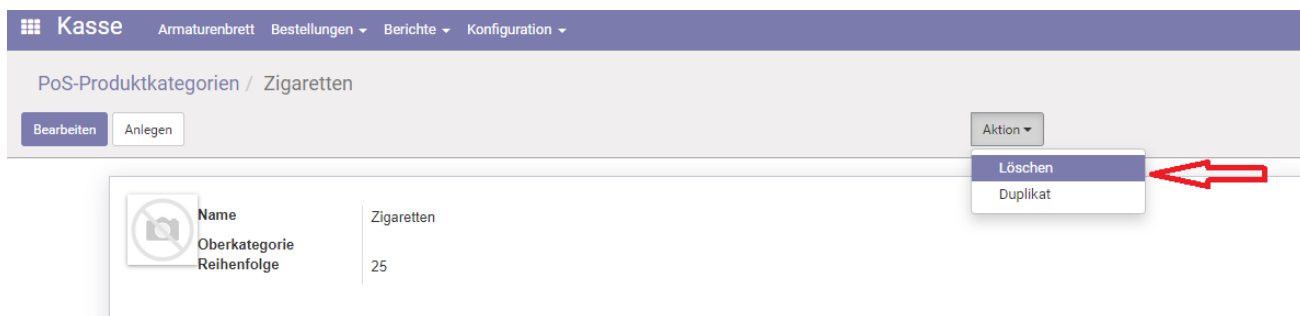 Kasse Armaturenbrett Bestellungen Berichte Konfiguration
PoS-Produktkategorien / Zigaretten
Bearbeiten Anlegen Aktion
Löschen
Duplikat
Name Zigaretten
Oberkategorie
Reihenfolge 25